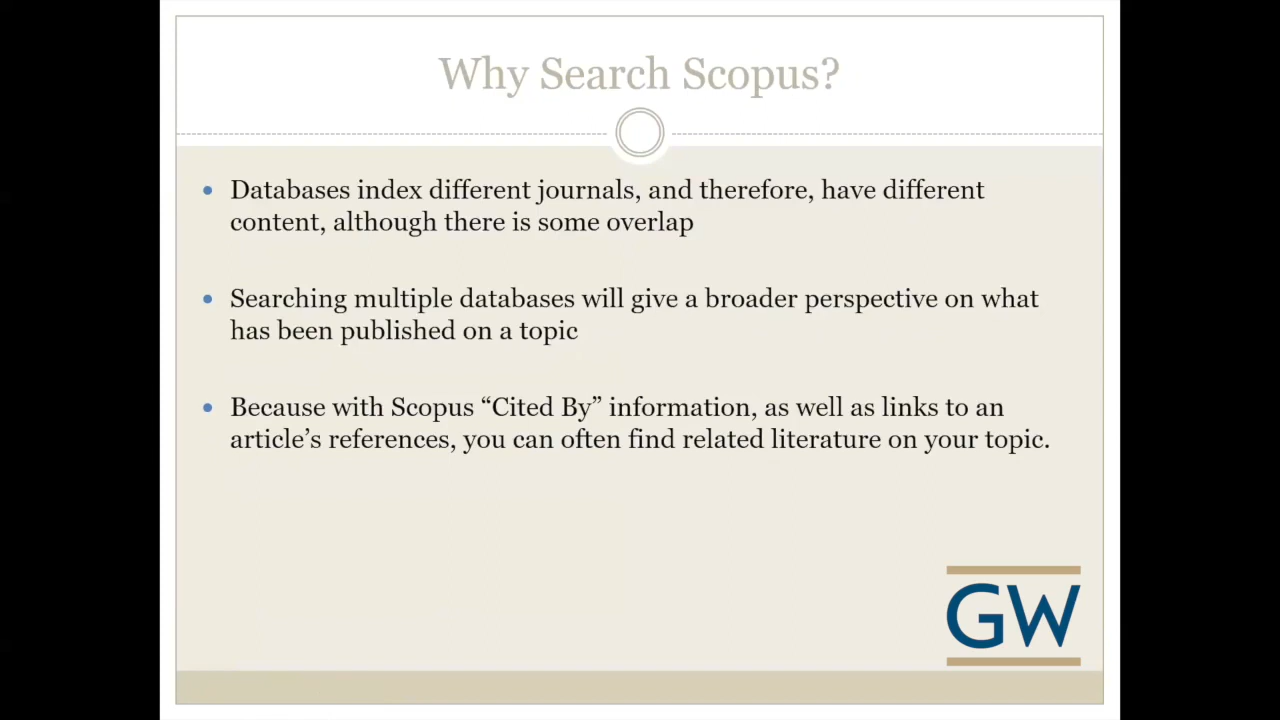 Why Search Scopus?
Databases index different journals, and therefore, have different
content, although there is some overlap
Searching multiple databases will give a broader perspective on what
has been published on a topic
Because with Scopus “Cited By” information, as well as links to an
article’s references, you can often find related literature on your topic.
GW